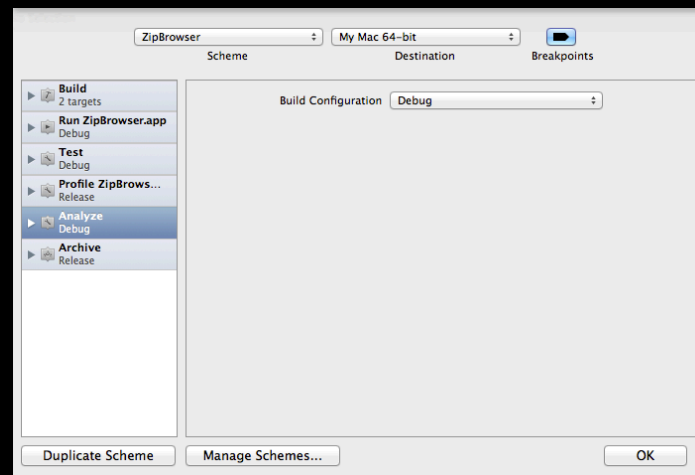 ZipBrowser
My Mac 64-bit
Scheme
Destination
Breakpoints
Build
2 targets
Run ZipBrowser.app
Debug
Test
Debug
Profile ZipBrows...
Release
Analyze
Debug
Archive
Release
Build Configuration
Debug
Duplicate Scheme
Manage Schemes...
OK